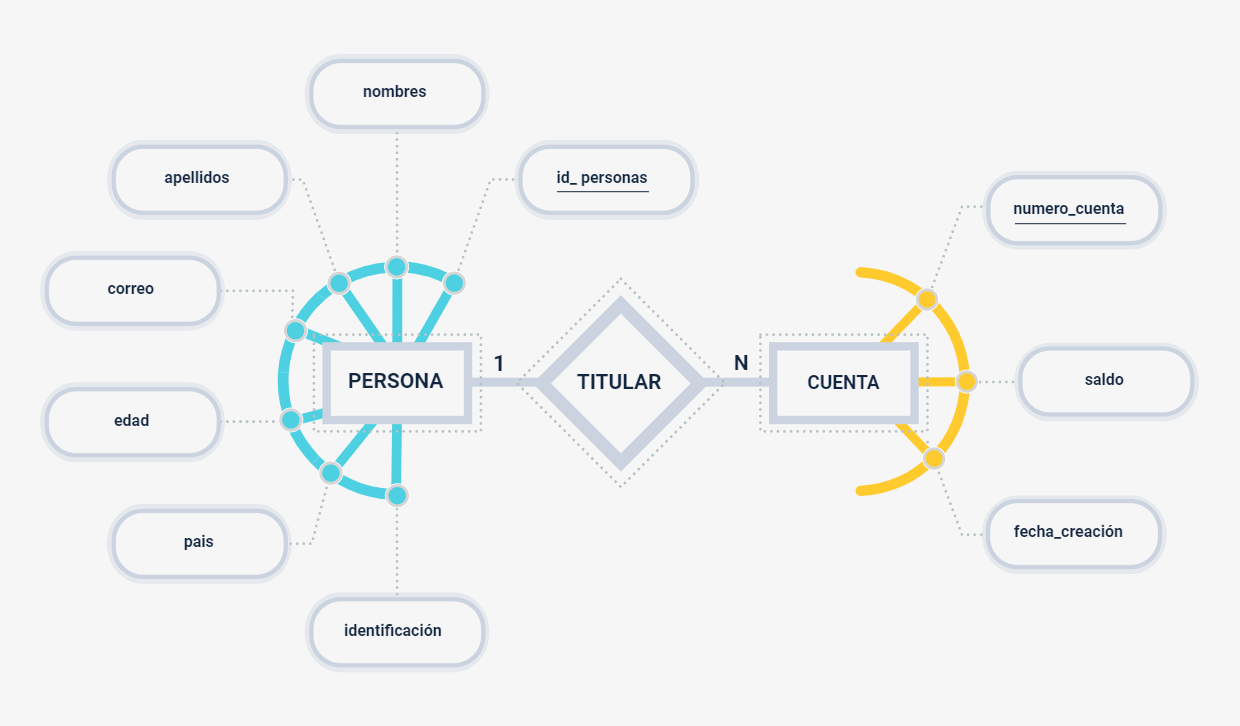 nombres
apellidos
id_ personas
numero_cuenta
correo
1
N
PERSONA
TITULAR
CUENTA
saldo
edad
pais
fecha_creación
identificación